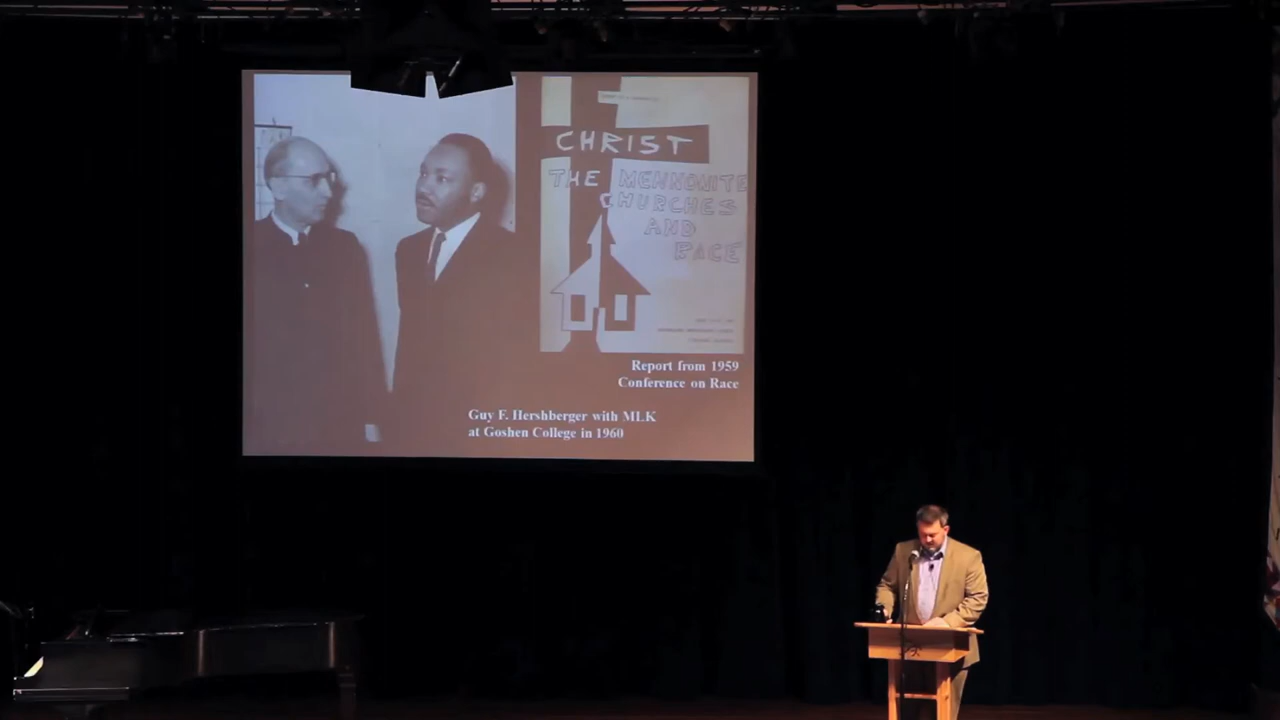 CHRIST
THE MENNONITE
CHURCHES
AND
RACE
Report from 1959
Conference on Race
Guy F. Hershberger with MLK
at Goshen College in 1960